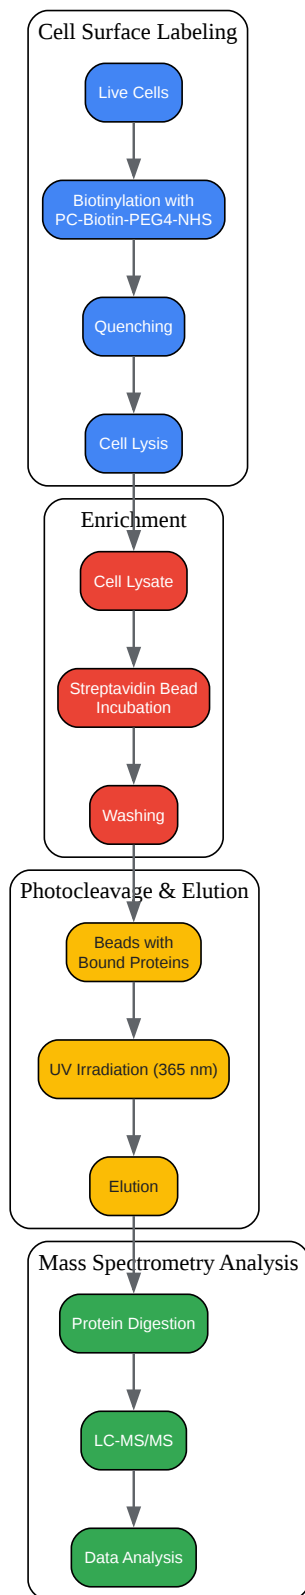 Cell Surface Labeling
Live Cells
Biotinylation with
PC-Biotin-PEG4-NHS
Quenching
Cell Lysis
Enrichment
Cell Lysate
Streptavidin Bead
Incubation
Washing
Photocleavage & Elution
Beads with
Bound Proteins
UV Irradiation (365 nm)
Elution
Mass Spectrometry Analysis
Protein Digestion
LC-MS/MS
Data Analysis